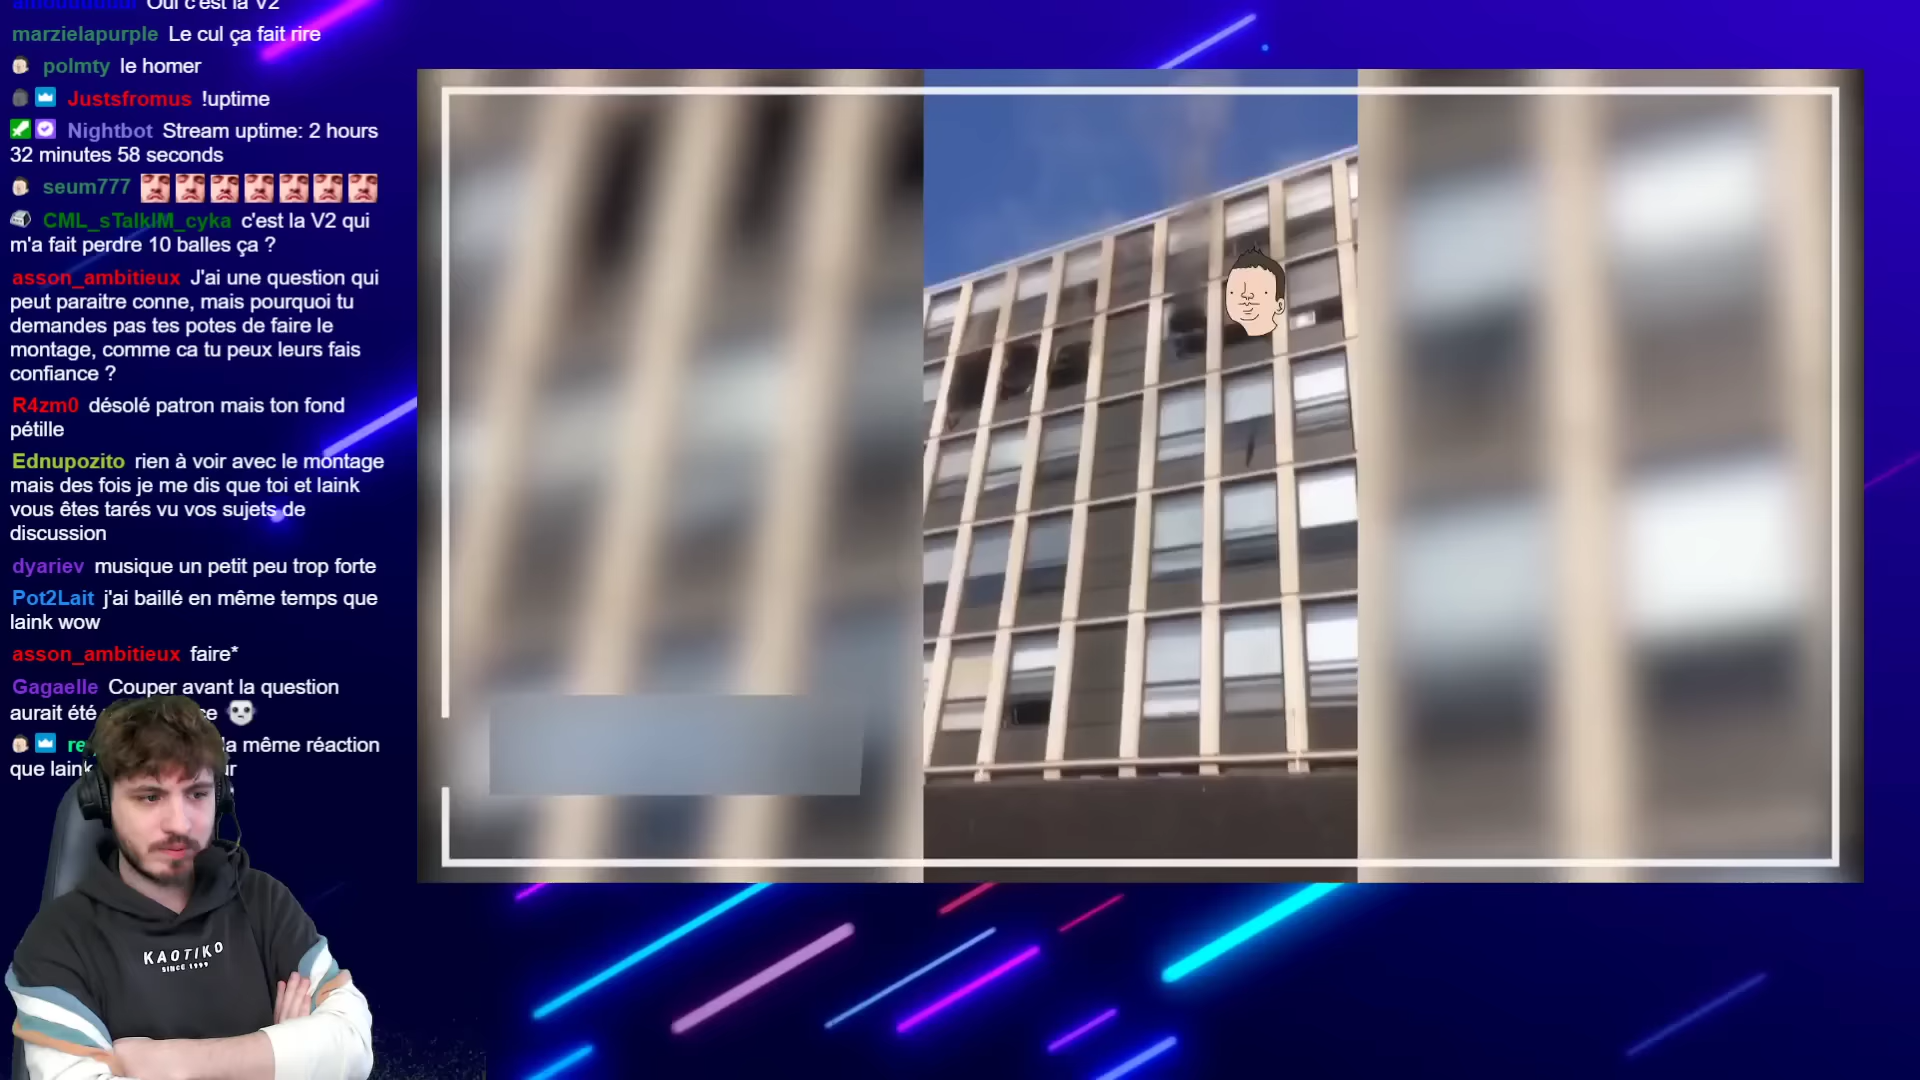 Oui c'est la V2
marzielapurple Le cul ça fait rire
polmty le homer
Justsfromus !uptime
Nightbot Stream uptime: 2 hours
32 minutes 58 seconds
seum777
CML_sTalkIM_cyka c'est la V2 qui
m'a fait perdre 10 balles ça ?
asson_ambitieux J'ai une question qui
peut paraitre conne, mais pourquoi tu
demandes pas tes potes de faire le
montage, comme ca tu peux leurs fais
confiance ?
R4zm0 désolé patron mais ton fond
pétille
Ednupozito rien à voir avec le montage
mais des fois je me dis que toi et laink
vous êtes tarés vu vos sujets de
discussion
dyariev musique un petit peu trop forte
Pot2Lait j'ai baillé en même temps que
laink wow
asson_ambitieux faire*
Gagaelle Couper avant la question
aurait été
la même réaction
que laink
KAOTIKO
SINCE 1999